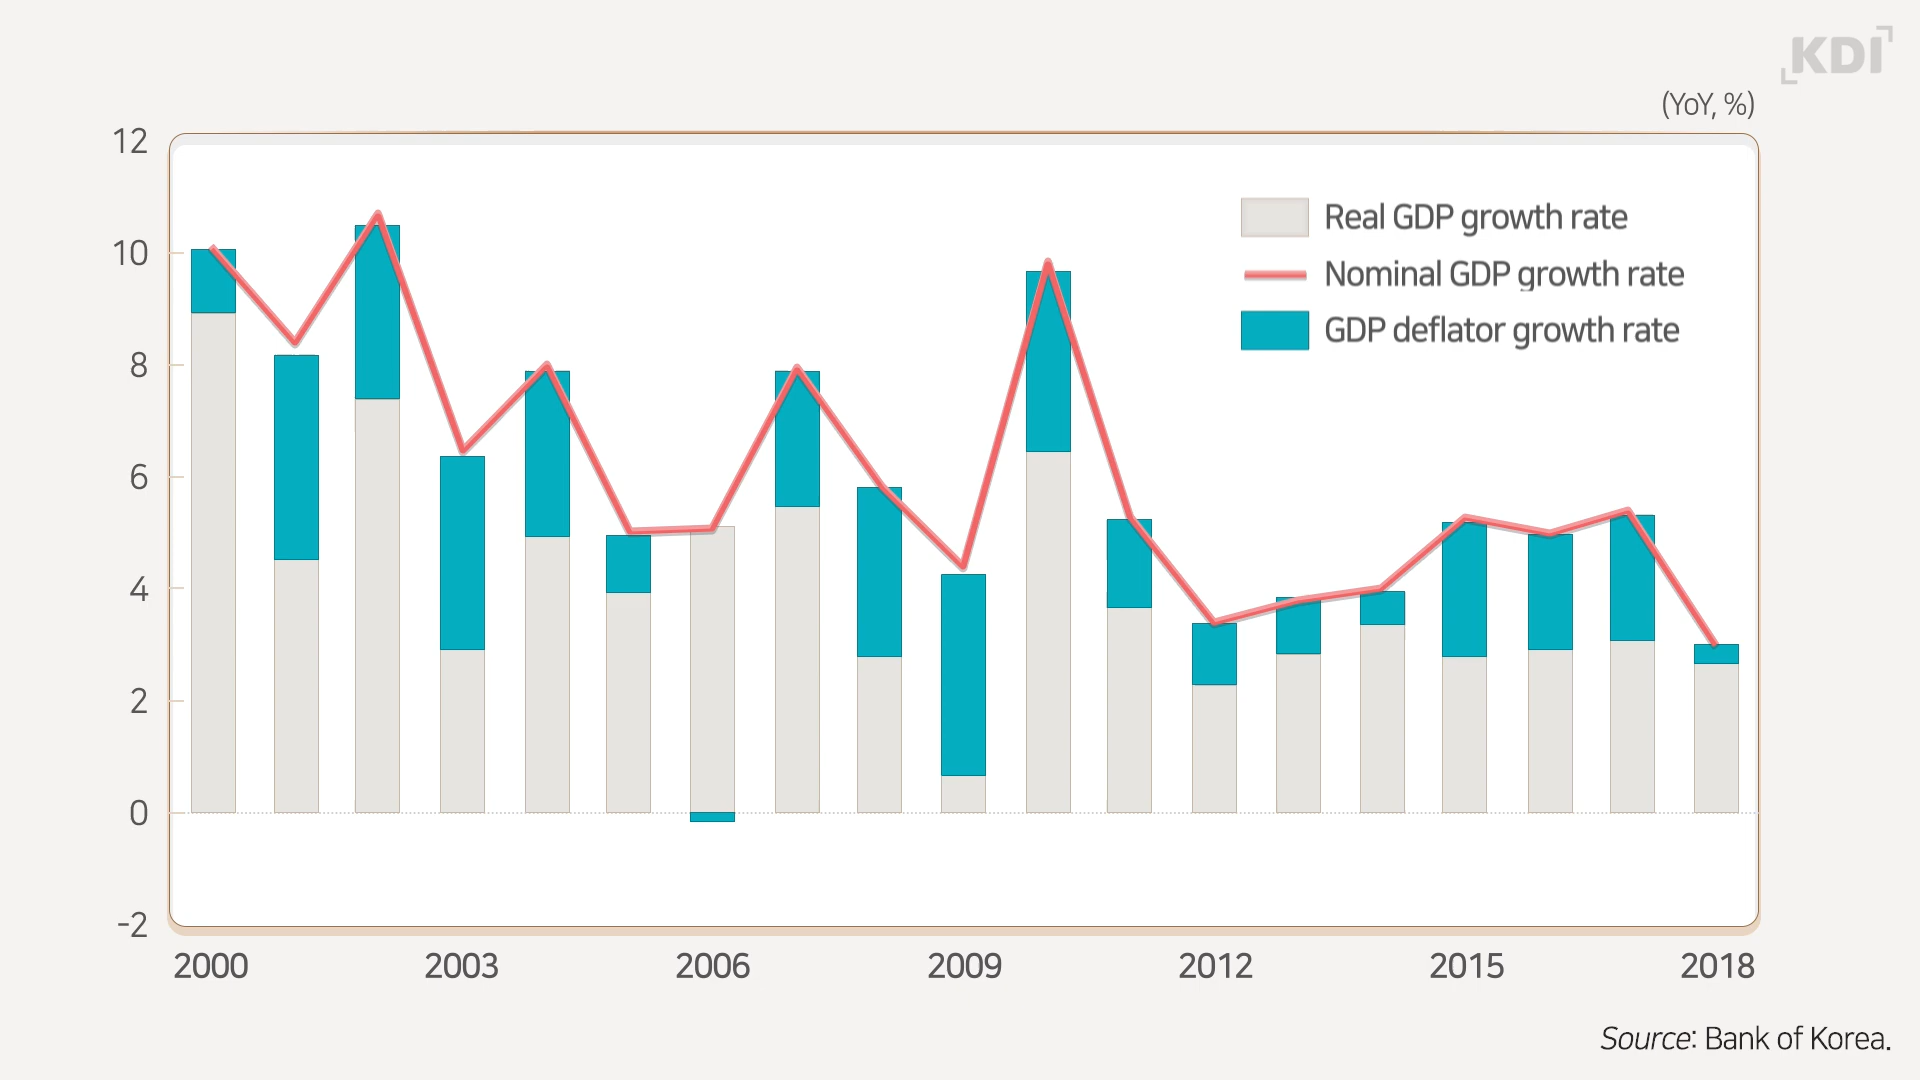 KDI
(YoY, %)
12
10
8
6
4
2
0
-2
Real GDP growth rate
Nominal GDP growth rate
GDP deflator growth rate
2000 2003 2006 2009 2012 2015 2018
Source: Bank of Korea.